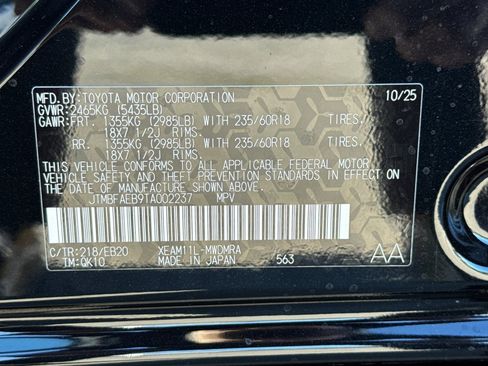 MFD.BY:TOYOTA MOTOR CORPORATION 10/25
GVWR:2465KG (5435LB)
GAWR:FRT. 1355KG (2985LB) WITH 235/60R18 TIRES,
18X7 1/2J RIMS.
RR. 1355KG (2985LB) WITH 235/60R18 TIRES,
18X7 1/2J RIMS.
THIS VEHICLE CONFORMS TO ALL APPLICABLE FEDERAL MOTOR
VEHICLE SAFETY AND THEFT PREVENTION STANDARDS IN EFFECT ON
THE DATE OF MANUFACTURE SHOWN ABOVE.
JTMBFAEB9TA002237 MPV
C/TR:218/EB20 XEAM11L-MWDMRA
TM:QK10 MADE IN JAPAN 563 AA